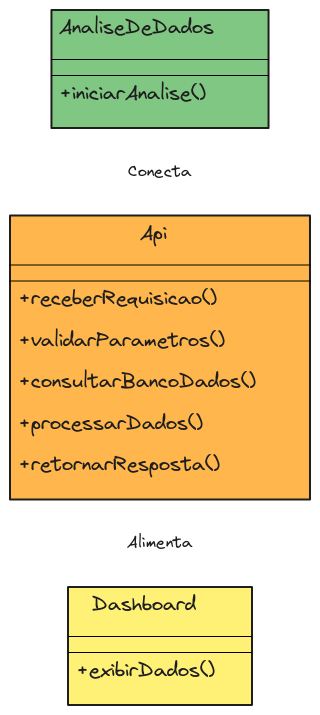 AnaliseDeDados
+iniciarAnalise()
Conecta
Api
+receberRequisicao()
+validarParametros()
+consultarBancoDados()
+processarDados()
+retornarResposta()
Alimenta
Dashboard
+exibirDados()